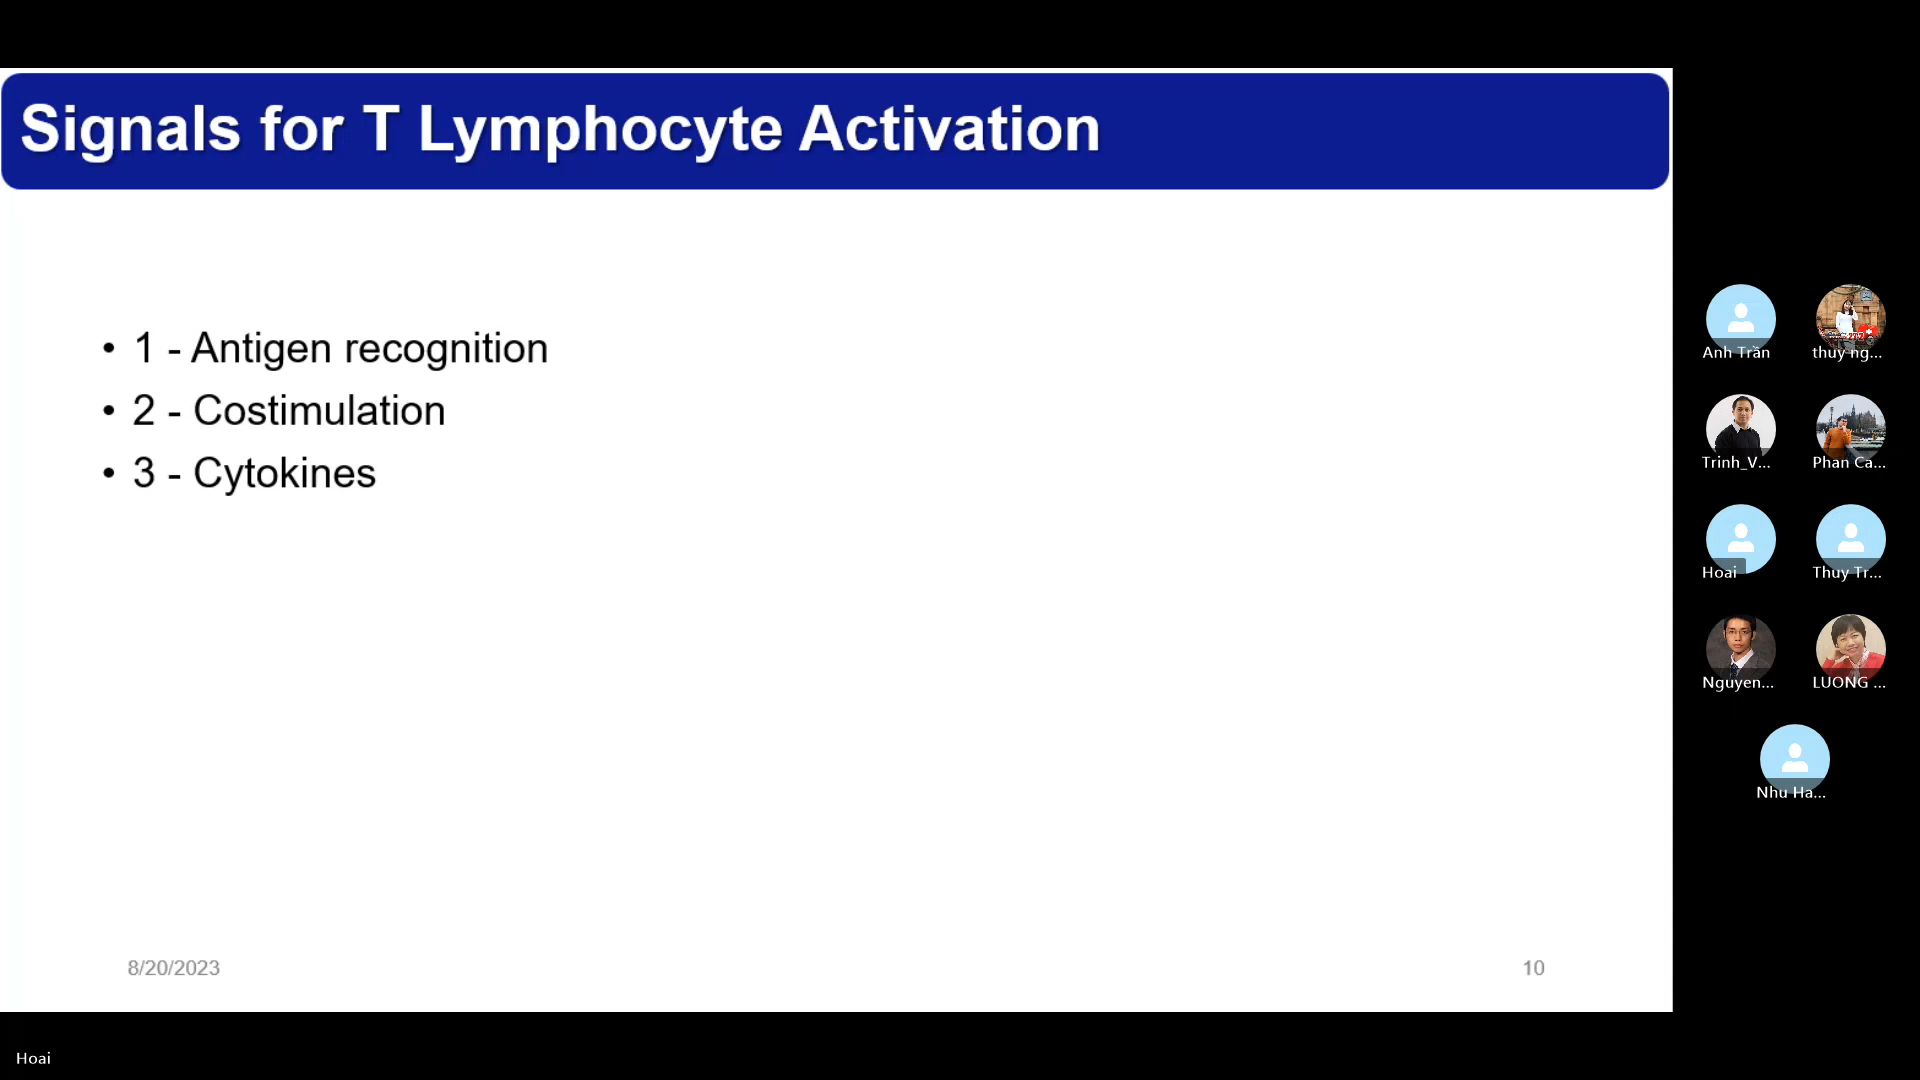 Signals for T Lymphocyte Activation
• 1 - Antigen recognition
• 2 - Costimulation
• 3 - Cytokines
8/20/2023
10
Anh Trần
thuy ng...
Trinh_V...
Phan Ca...
Hoai
Thuy Tr...
Nguyen...
LUONG ...
Nhu Ha...
Hoai